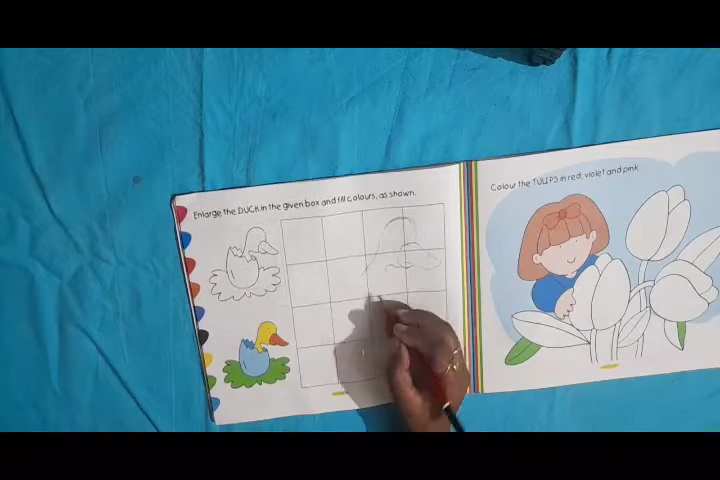 Enlarge the DUCK in the given box and fill colours, as shown.
Colour the TULIPS in red, violet and pink